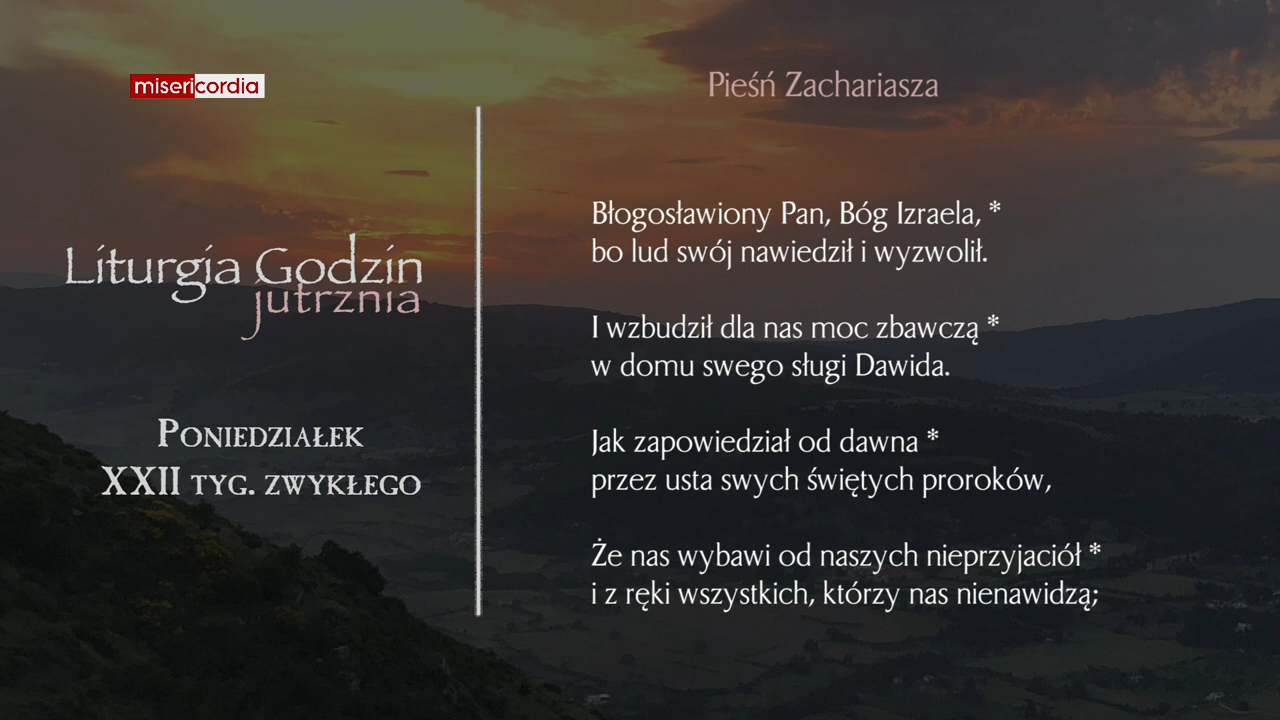 misericordia
Liturgia Godzin
jutrznia
Poniedziałek
XXII tyg. zwykłego
Pieśń Zachariasza
Błogosławiony Pan, Bóg Izraela, *
bo lud swój nawiedził i wyzwolił.
I wzbudził dla nas moc zbawczą *
w domu swego sługi Dawida.
Jak zapowiedział od dawna *
przez usta swych świętych proroków,
Że nas wybawi od naszych nieprzyjaciół *
i z ręki wszystkich, którzy nas nienawidzą;